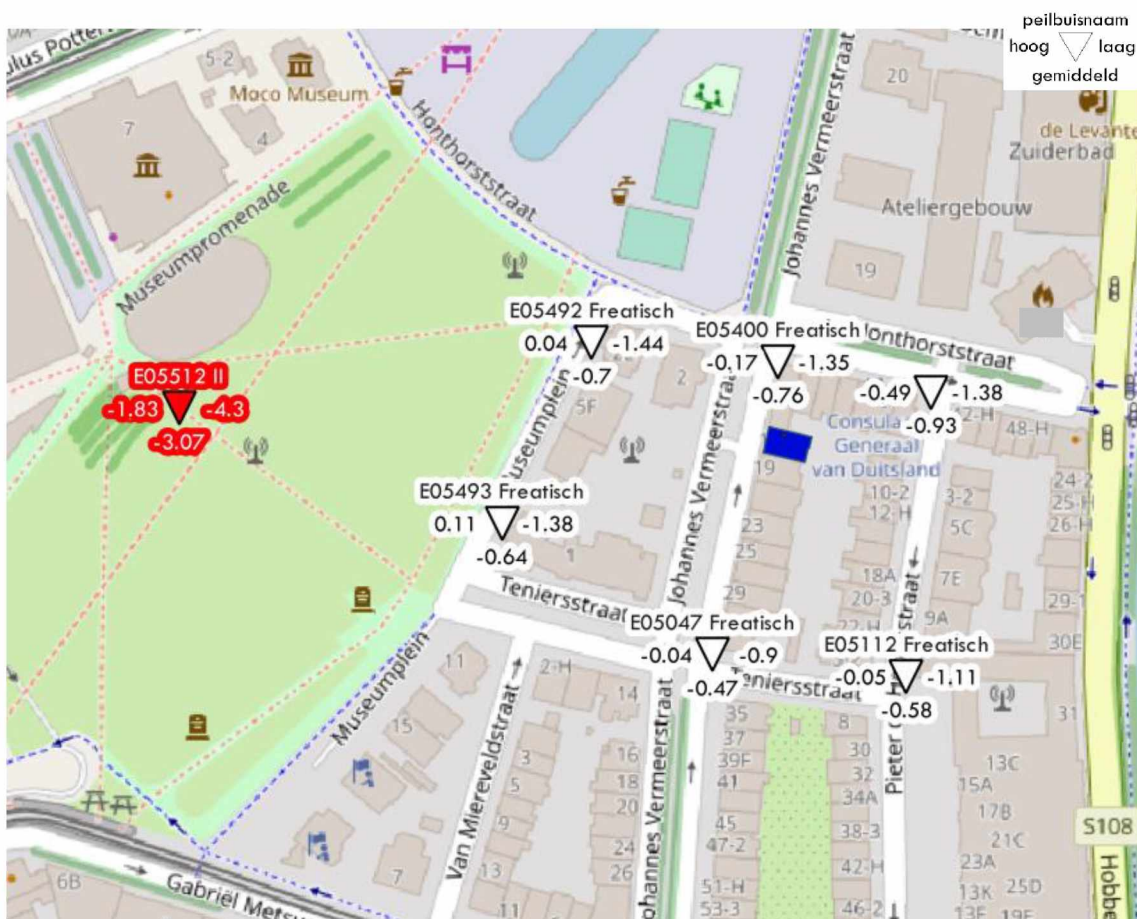 peilbuisnaam
hoog laag
gemiddeld
5-2
Moco Museum
7
4
Museumpromenade
Honthorststraat
Johannes Vermeerstraat
20
de Levante
Zuiderbad
Ateliergebouw
19
E05492 Freatisch
0.04 -1.44
-0.7
E05400 Freatisch
-0.17 -1.35
-0.76
-0.49 -1.38
-0.93
E05512 II
-1.83 -4.3
-3.07
2
5F
Consula
Generaal
van Duitsland
19
42-H
48-H
24-2
25-H
26-H
10-2
12-H
3-2
5C
E05493 Freatisch
0.11 -1.38
-0.64
1
23
25
29
Johannes Vermeerstraat
18A
20-3
22-H
7E
9A
29-1
30E
Teniersstraat
E05047 Freatisch
-0.04 -0.9
-0.47
E05112 Freatisch
-0.05 -1.11
-0.58
Teniersstraat
Museumplein
11
15
2-H
14
16
18
20
24
26
3
5
9
13
11
7
Van Miereveldstraat
Johannes Vermeerstraat
35
37
39F
41
45
47-2
51-H
53-3
8
30
32
34A
38-3
42-H
46-2
31
13C
15A
17B
21C
23A
13K
25D
S108
6B